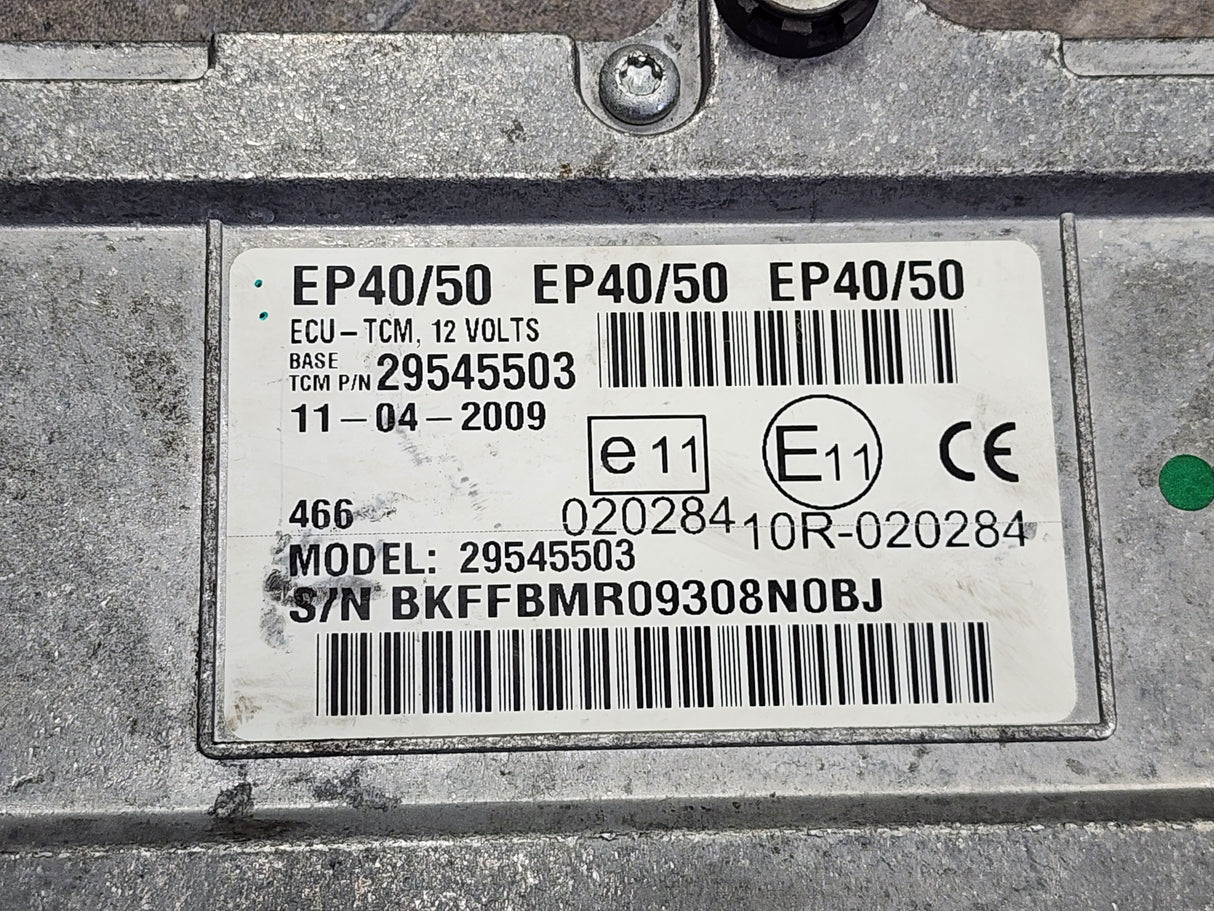 EP40/50 EP40/50 EP40/50
ECU-TCM, 12 VOLTS
BASE
TCM P/N 29545503
11-04-2009
e 11
E11
CE
466
020284
10R-020284
MODEL: 29545503
S/N BKFFBMR09308N0BJ